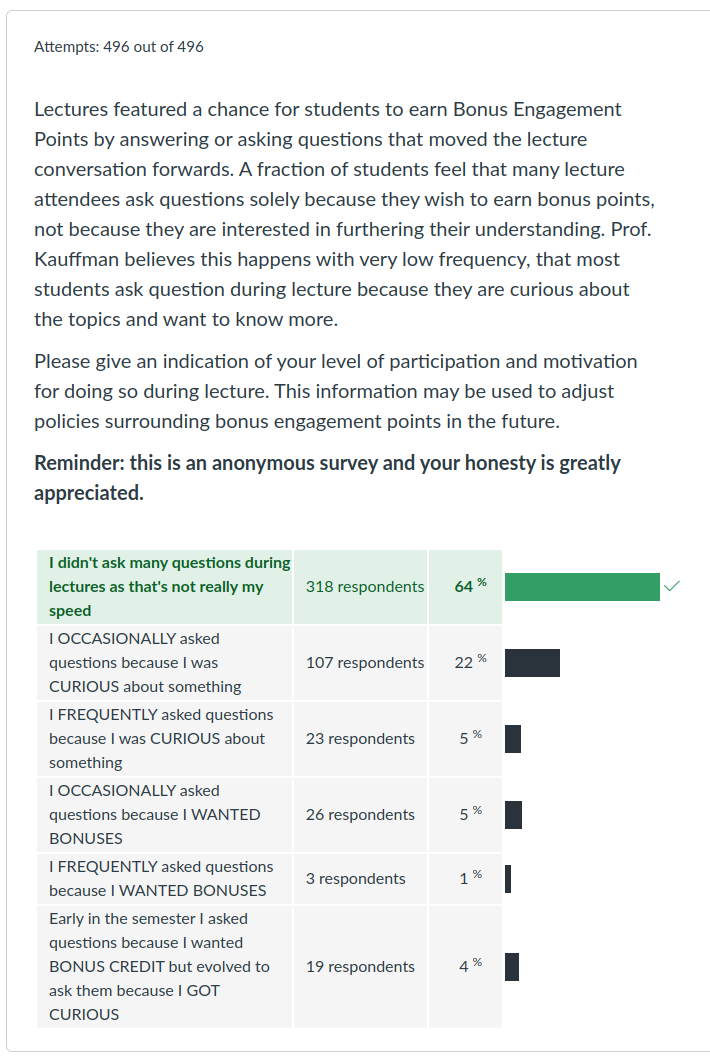 Attempts: 496 out of 496
Lectures featured a chance for students to earn Bonus Engagement
Points by answering or asking questions that moved the lecture
conversation forwards. A fraction of students feel that many lecture
attendees ask questions solely because they wish to earn bonus points,
not because they are interested in furthering their understanding. Prof.
Kauffman believes this happens with very low frequency, that most
students ask question during lecture because they are curious about
the topics and want to know more.
Please give an indication of your level of participation and motivation
for doing so during lecture. This information may be used to adjust
policies surrounding bonus engagement points in the future.
Reminder: this is an anonymous survey and your honesty is greatly
appreciated.
I didn't ask many questions during
lectures as that's not really my
speed
318 respondents
64 %
I OCCASIONALLY asked
questions because I was
CURIOUS about something
107 respondents
22 %
I FREQUENTLY asked questions
because I was CURIOUS about
something
23 respondents
5 %
I OCCASIONALLY asked
questions because I WANTED
BONUSES
26 respondents
5 %
I FREQUENTLY asked questions
because I WANTED BONUSES
3 respondents
1 %
Early in the semester I asked
questions because I wanted
BONUS CREDIT but evolved to
ask them because I GOT
CURIOUS
19 respondents
4 %